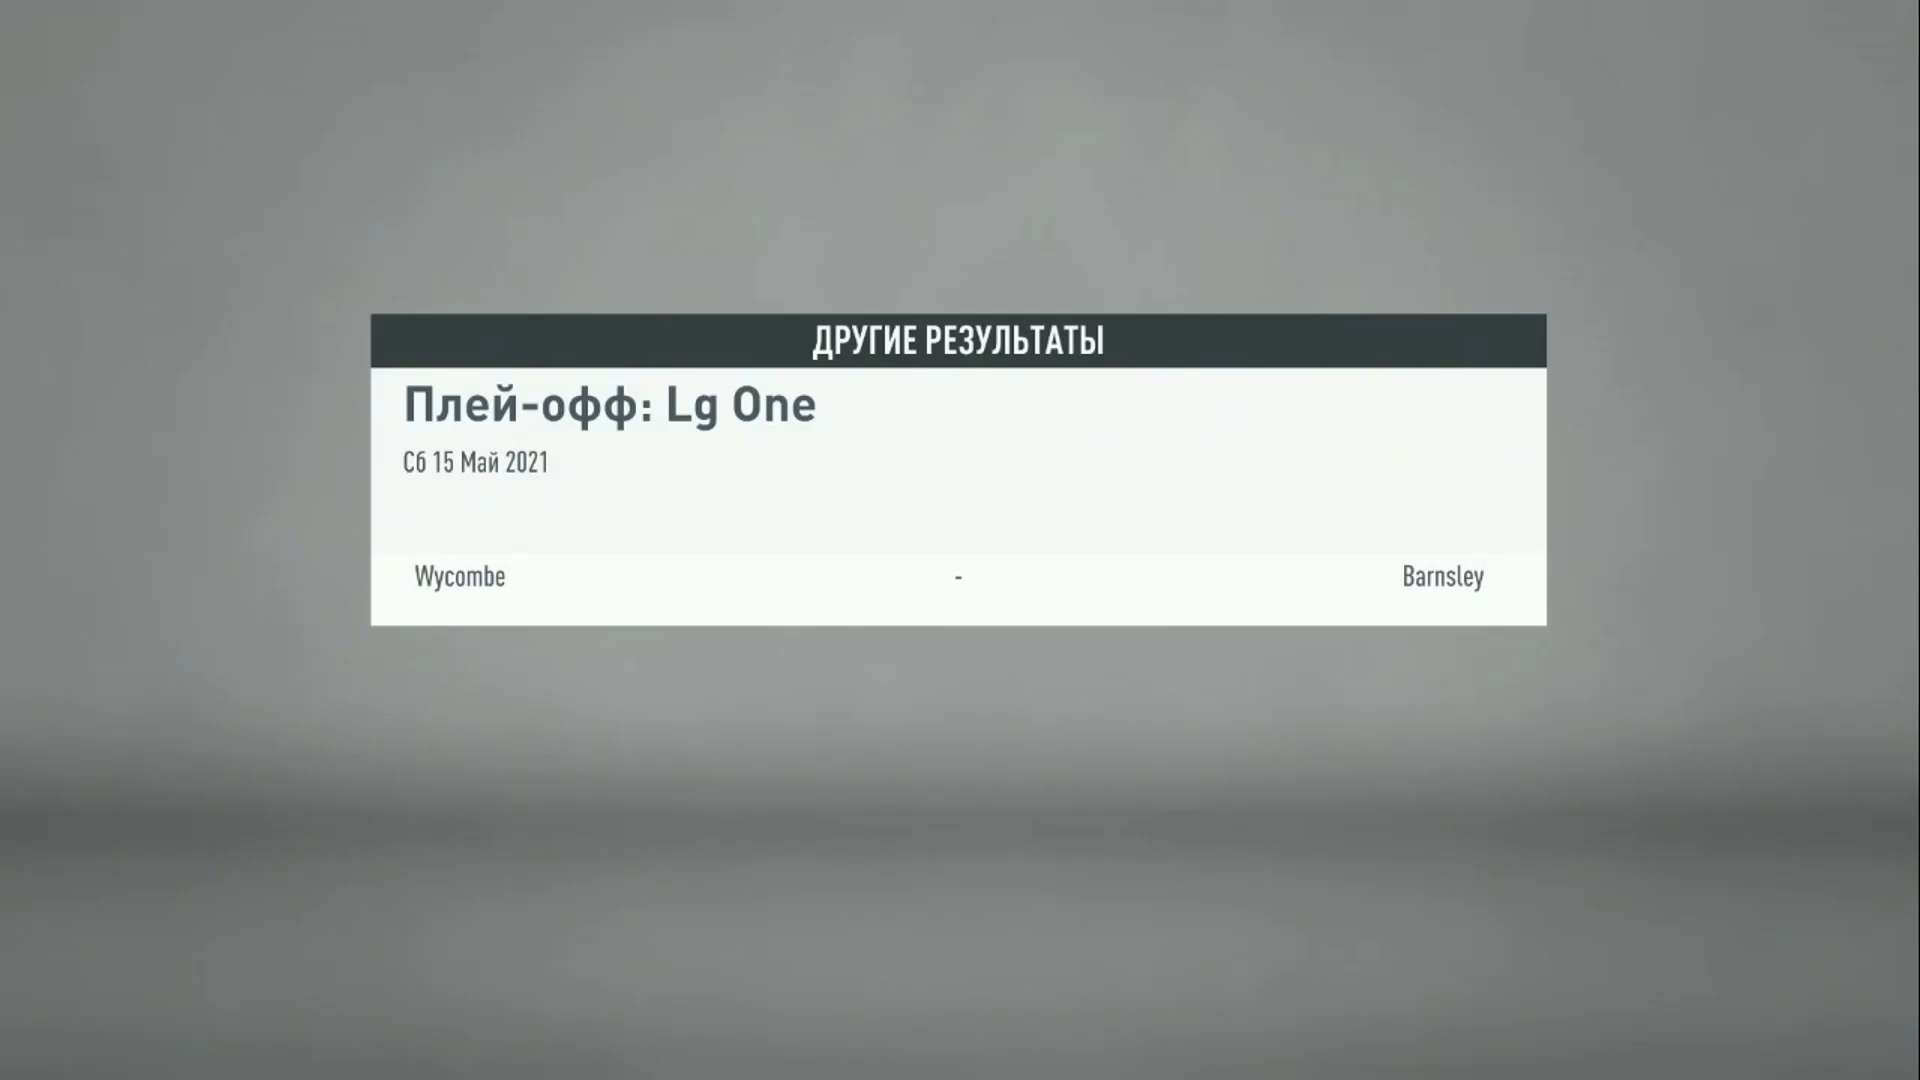 ДРУГИЕ РЕЗУЛЬТАТЫ
Плей-офф: Lg One
Сб 15 Май 2021
Wycombe - Barnsley